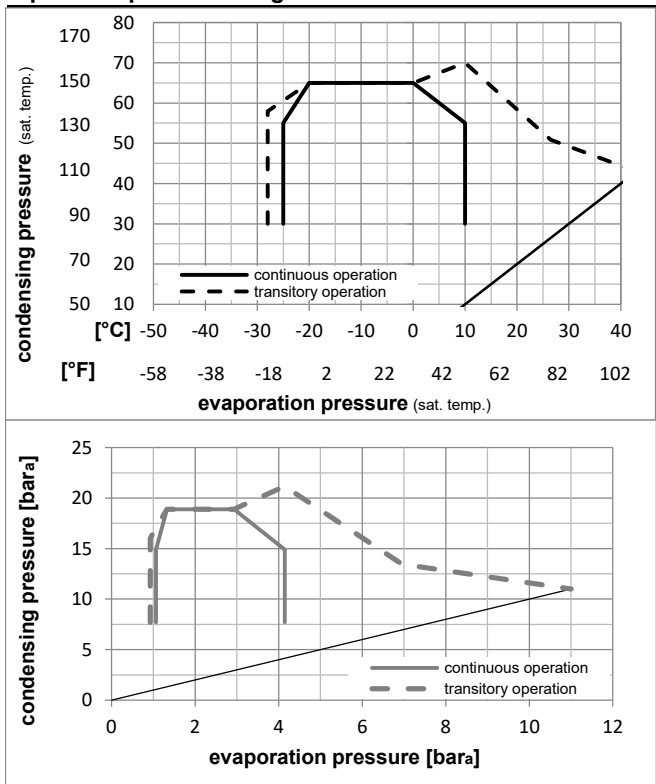 condensing pressure (sat. temp.)
80
170
70
150
60
130
50
110
40
90
30
70
20
50 10
continuous operation
transitory operation
[°C] -50 -40 -30 -20 -10 0 10 20 30 40
[°F] -58 -38 -18 2 22 42 62 82 102
evaporation pressure (sat. temp.)
condensing pressure [bara]
25
20
15
10
5
0
continuous operation
transitory operation
0 2 4 6 8 10 12
evaporation pressure [bara]